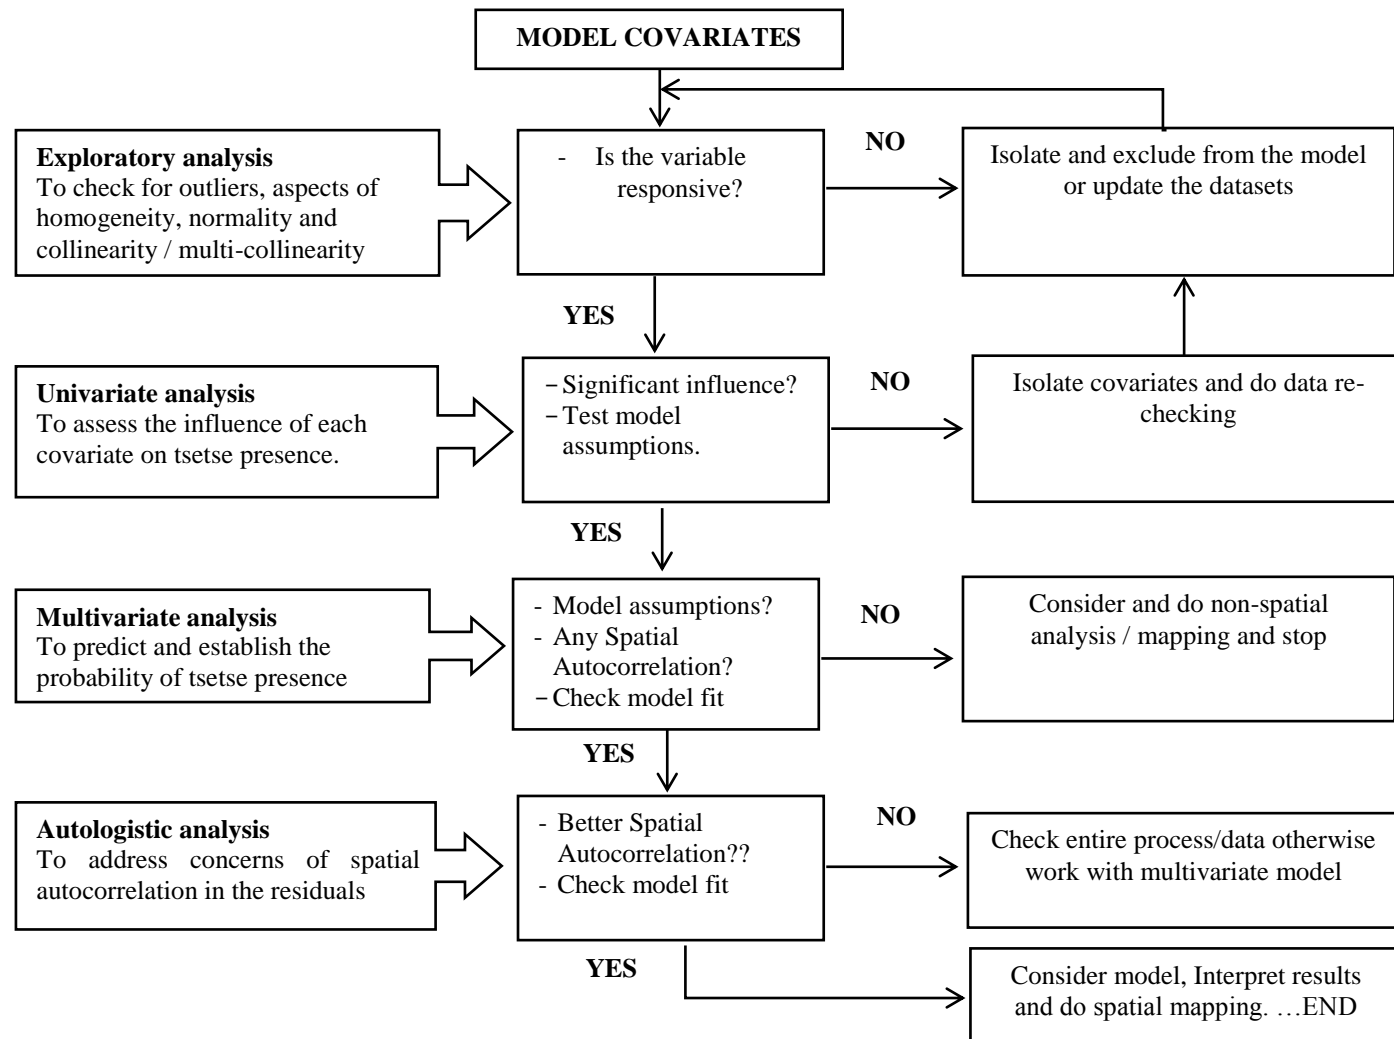 MODEL COVARIATES
Exploratory analysis
To check for outliers, aspects of
homogeneity, normality and
collinearity / multi-collinearity
- Is the variable
responsive?
NO
Isolate and exclude from the model
or update the datasets
YES
Univariate analysis
To assess the influence of each
covariate on tsetse presence.
– Significant influence?
– Test model
assumptions.
NO
Isolate covariates and do data re-
checking
YES
Multivariate analysis
To predict and establish the
probability of tsetse presence
- Model assumptions?
- Any Spatial
Autocorrelation?
– Check model fit
NO
Consider and do non-spatial
analysis / mapping and stop
YES
Autologistic analysis
To address concerns of spatial
autocorrelation in the residuals
- Better Spatial
Autocorrelation??
- Check model fit
NO
Check entire process/data otherwise
work with multivariate model
YES
Consider model, Interpret results
and do spatial mapping. …END